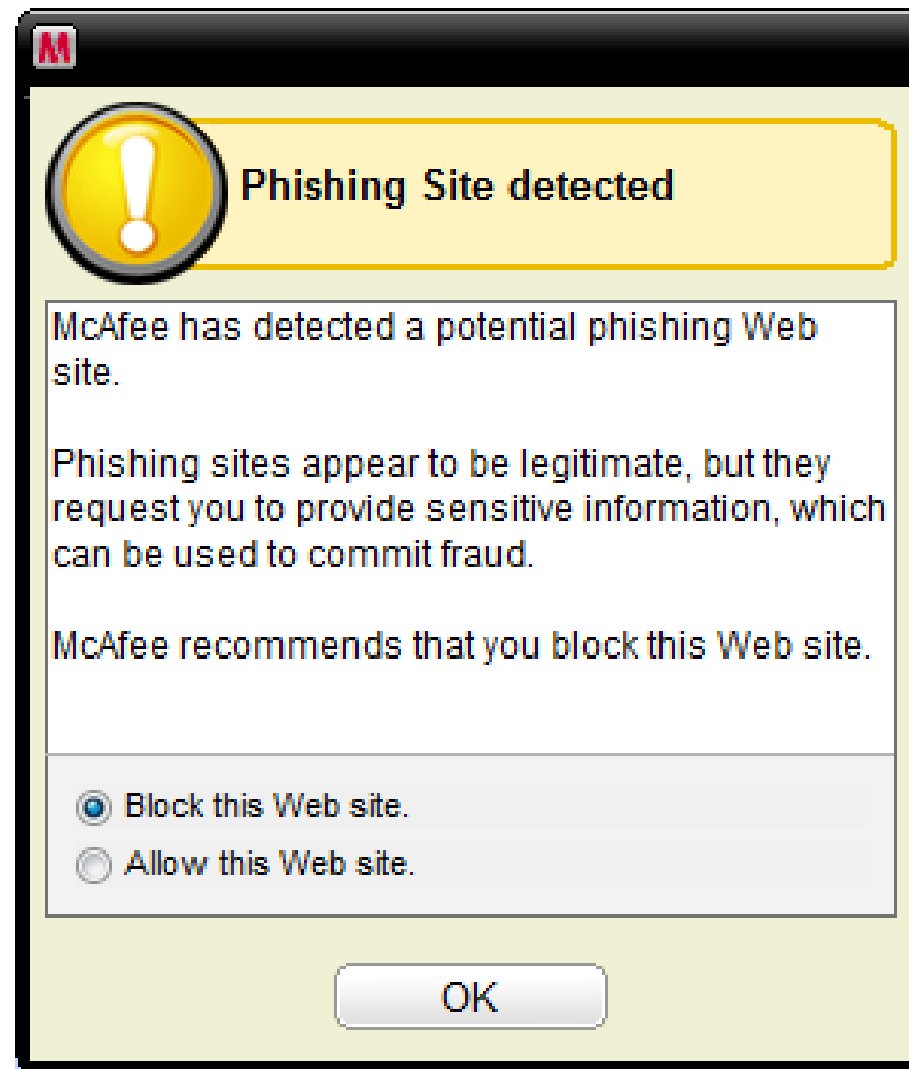 M
Phishing Site detected
McAfee has detected a potential phishing Web
site.
Phishing sites appear to be legitimate, but they
request you to provide sensitive information, which
can be used to commit fraud.
McAfee recommends that you block this Web site.
Block this Web site.
Allow this Web site.
OK